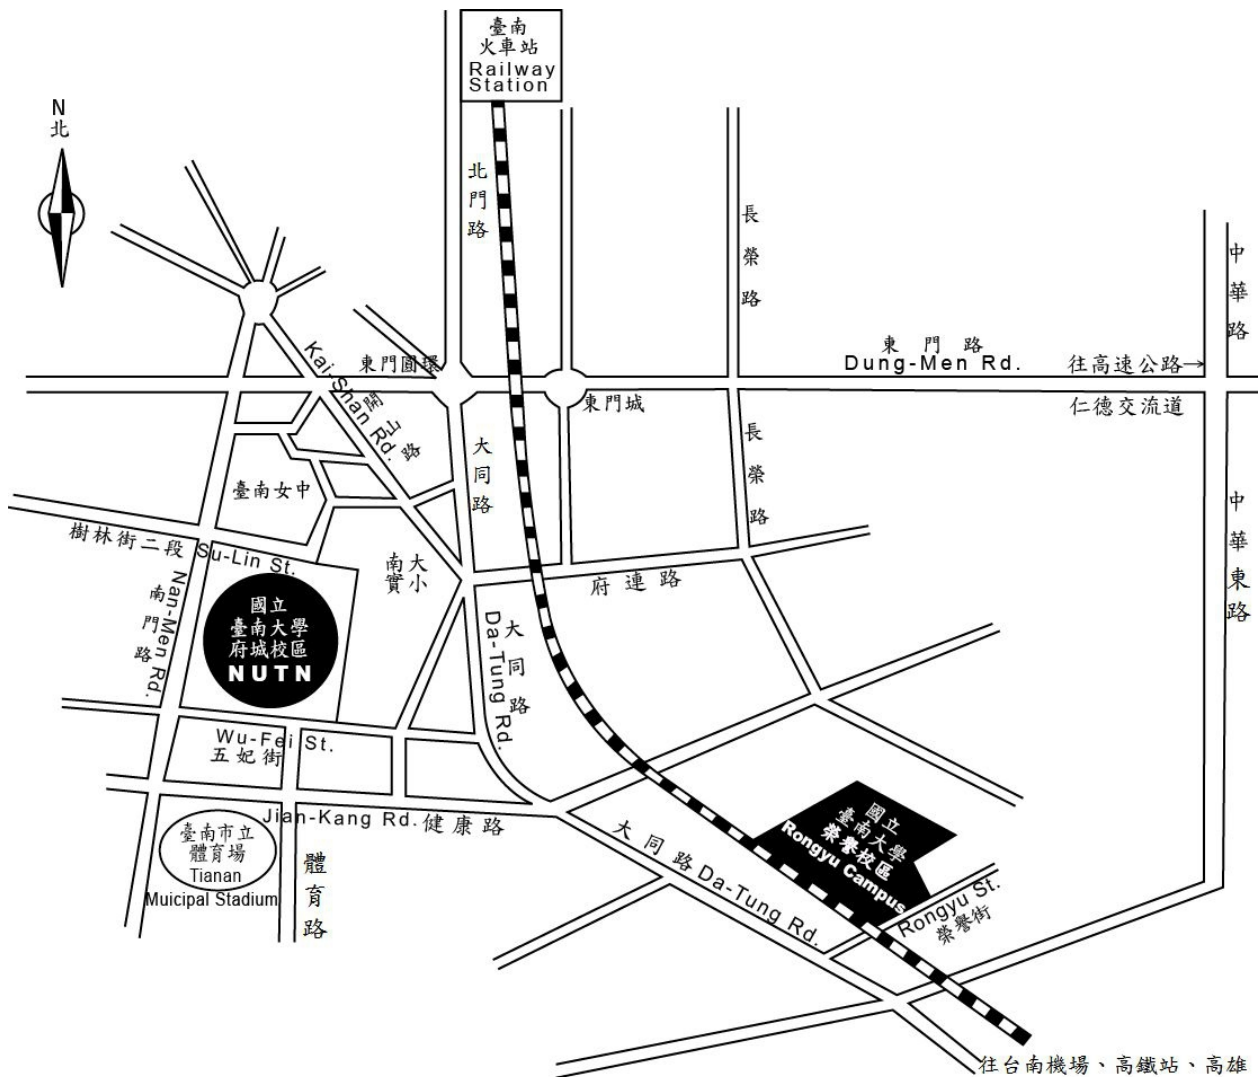 臺南
火車站
Railway
Station
N
北
北門路
長榮路
中華路
東門路
Dung-Men Rd.
往高速公路→
仁德交流道
東門圓環
東門城
Kai-Shan Rd.
開山路
大同路
長榮路
中華東路
臺南女中
樹林街二段
Su-Lin St.
南大
實小
府連路
國立
臺南大學
府城校區
NUTN
Nan-Men Rd.
南門路
Da-Tung Rd.
大同路
Wu-Fei St.
五妃街
Jian-Kang Rd. 健康路
臺南市立
體育場
Tianan
Muicipal Stadium
體育路
大同路 Da-Tung Rd.
國立
臺南大學
榮譽校區
Rongyu Campus
Rongyu St.
榮譽街
往台南機場、高鐵站、高雄